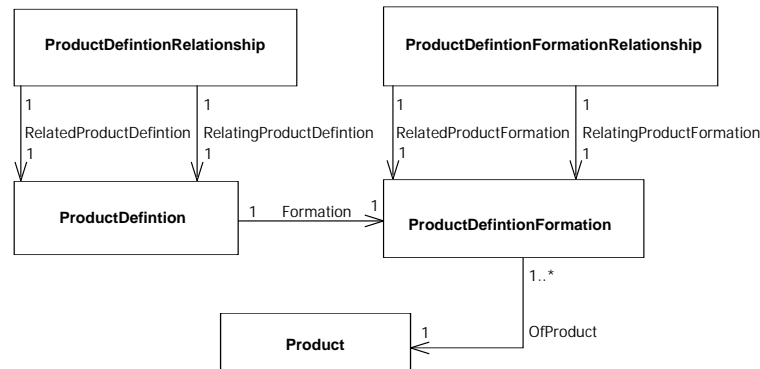 ProductDefintionRelationship
ProductDefintionFormationRelationship
1
1
1
1
RelatedProductDefintion
RelatingProductDefintion
RelatedProductFormation
RelatingProductFormation
1
1
1
1
ProductDefintion
1
Formation
1
ProductDefintionFormation
1..*
OfProduct
1
Product